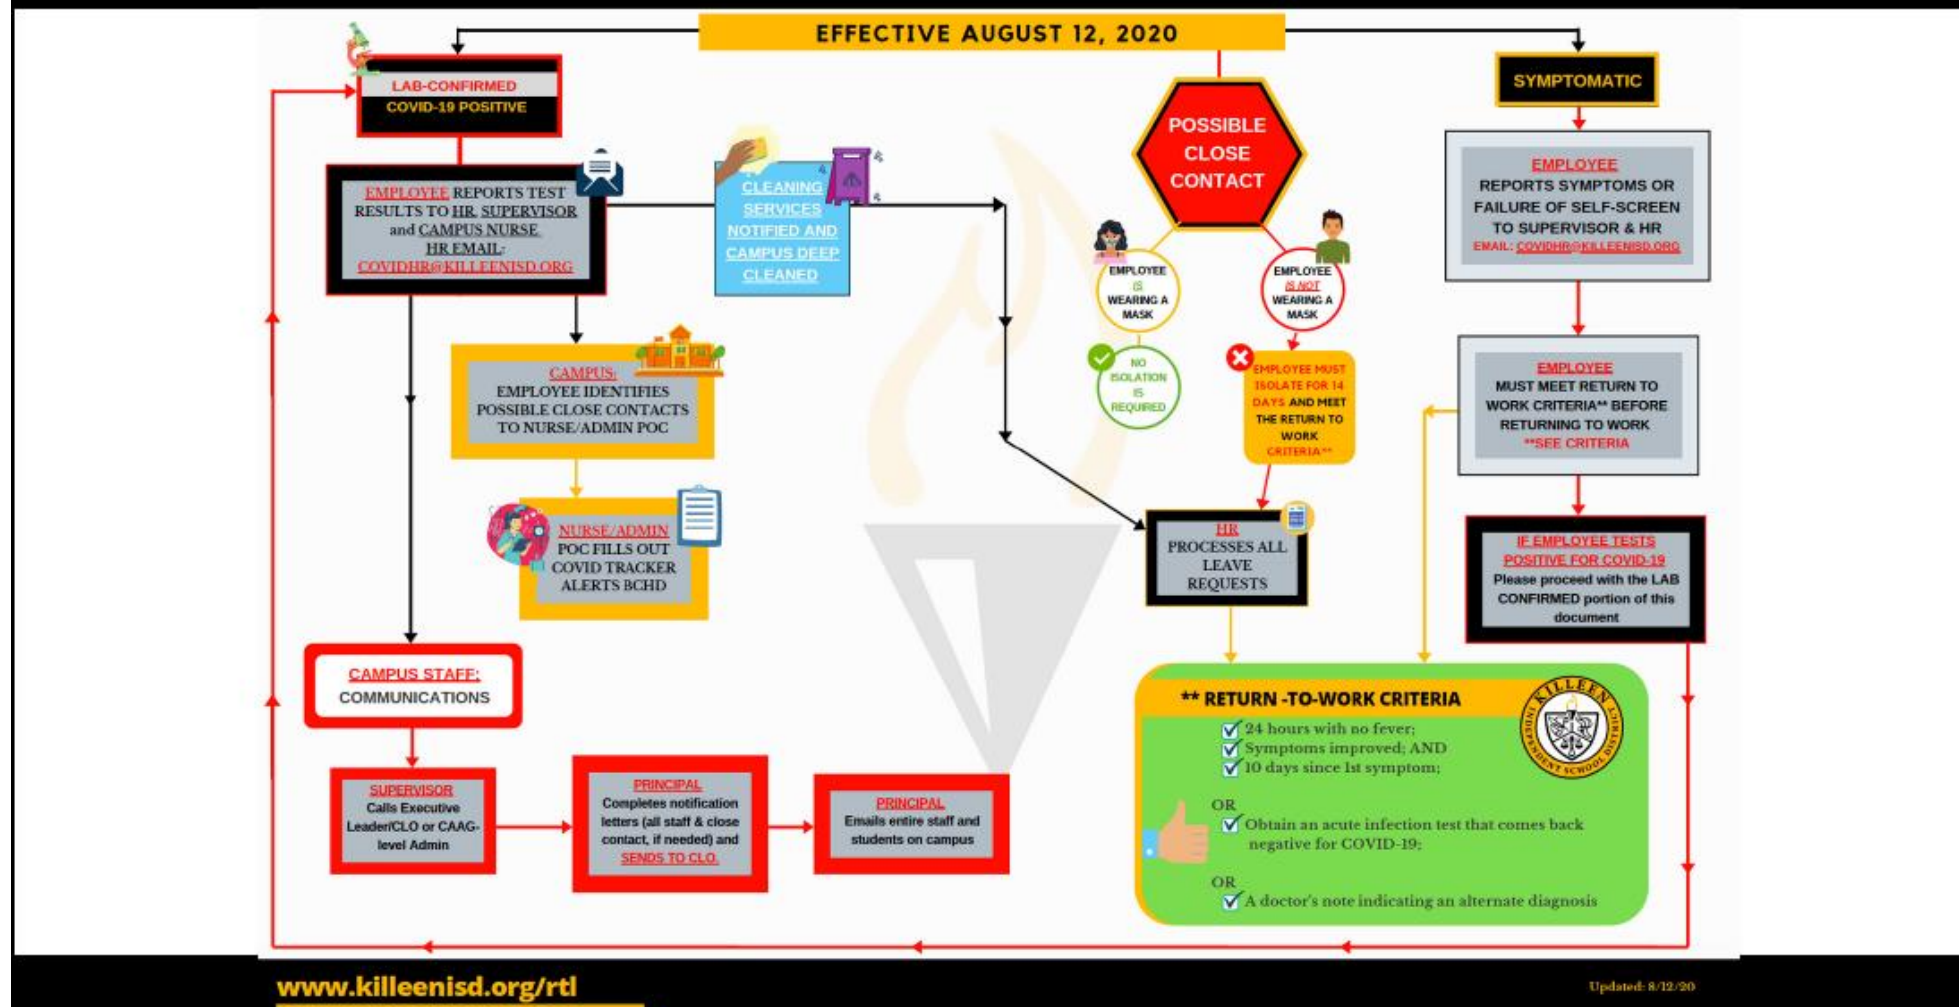 EFFECTIVE AUGUST 12, 2020
LAB-CONFIRMED
COVID-19 POSITIVE
EMPLOYEE REPORTS TEST
RESULTS TO HR, SUPERVISOR
and CAMPUS NURSE
HR EMAIL:
COVIDHR@KILLEENISD.ORG
CLEANING
SERVICES
NOTIFIED AND
CAMPUS DEEP
CLEANED
CAMPUS:
EMPLOYEE IDENTIFIES
POSSIBLE CLOSE CONTACTS
TO NURSE/ADMIN POC
NURSE/ADMIN
POC FILLS OUT
COVID TRACKER
ALERTS BCHD
CAMPUS STAFF:
COMMUNICATIONS
SUPERVISOR
Calls Executive
Leader/CLO or CAAG-
level Admin
PRINCIPAL
Completes notification
letters (all staff & close
contact, if needed) and
SENDS TO CLO.
PRINCIPAL
Emails entire staff and
students on campus
POSSIBLE
CLOSE
CONTACT
EMPLOYEE
IS
WEARING A
MASK
NO
ISOLATION
IS
REQUIRED
EMPLOYEE
IS NOT
WEARING A
MASK
EMPLOYEE MUST
ISOLATE FOR 14
DAYS AND MEET
THE RETURN TO
WORK
CRITERIA**
HR
PROCESSES ALL
LEAVE
REQUESTS
SYMPTOMATIC
EMPLOYEE
REPORTS SYMPTOMS OR
FAILURE OF SELF-SCREEN
TO SUPERVISOR & HR
EMAIL: COVIDHR@KILLEENISD.ORG
EMPLOYEE
MUST MEET RETURN TO
WORK CRITERIA** BEFORE
RETURNING TO WORK
**SEE CRITERIA
IF EMPLOYEE TESTS
POSITIVE FOR COVID-19
Please proceed with the LAB
CONFIRMED portion of this
document
** RETURN -TO-WORK CRITERIA
24 hours with no fever;
Symptoms improved; AND
10 days since 1st symptom;
OR
Obtain an acute infection test that comes back
negative for COVID-19;
OR
A doctor's note indicating an alternate diagnosis
KILLEEN
INDEPENDENT SCHOOL DISTRICT
www.killeenisd.org/rtl
Updated: 8/12/20